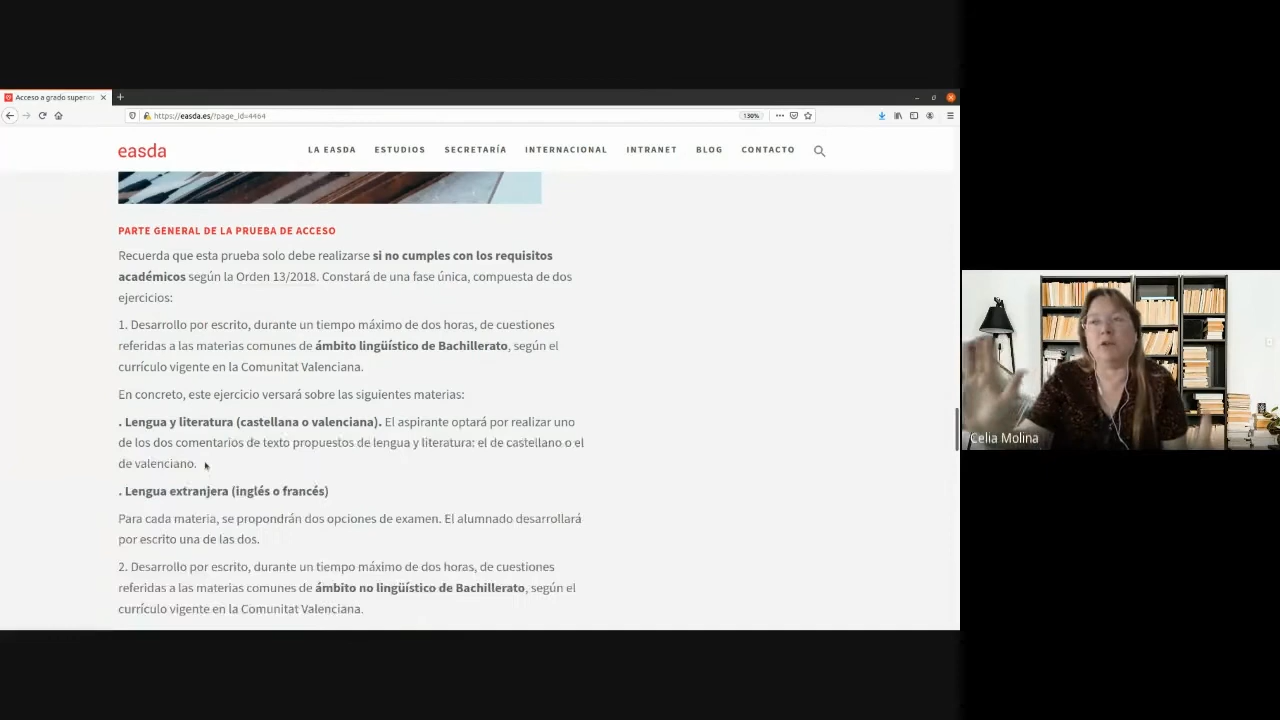 Acceso a grado superior
https://easda.es/?page_id=4464
130%
easda
LA EASDA
ESTUDIOS
SECRETARÍA
INTERNACIONAL
INTRANET
BLOG
CONTACTO
PARTE GENERAL DE LA PRUEBA DE ACCESO
Recuerda que esta prueba solo debe realizarse si no cumples con los requisitos
académicos según la Orden 13/2018. Constará de una fase única, compuesta de dos
ejercicios:
1. Desarrollo por escrito, durante un tiempo máximo de dos horas, de cuestiones
referidas a las materias comunes de ámbito lingüístico de Bachillerato, según el
currículo vigente en la Comunitat Valenciana.
En concreto, este ejercicio versará sobre las siguientes materias:
. Lengua y literatura (castellana o valenciana). El aspirante optará por realizar uno
de los dos comentarios de texto propuestos de lengua y literatura: el de castellano o el
de valenciano.
. Lengua extranjera (inglés o francés)
Para cada materia, se propondrán dos opciones de examen. El alumnado desarrollará
por escrito una de las dos.
2. Desarrollo por escrito, durante un tiempo máximo de dos horas, de cuestiones
referidas a las materias comunes de ámbito no lingüístico de Bachillerato, según el
currículo vigente en la Comunitat Valenciana.
Celia Molina